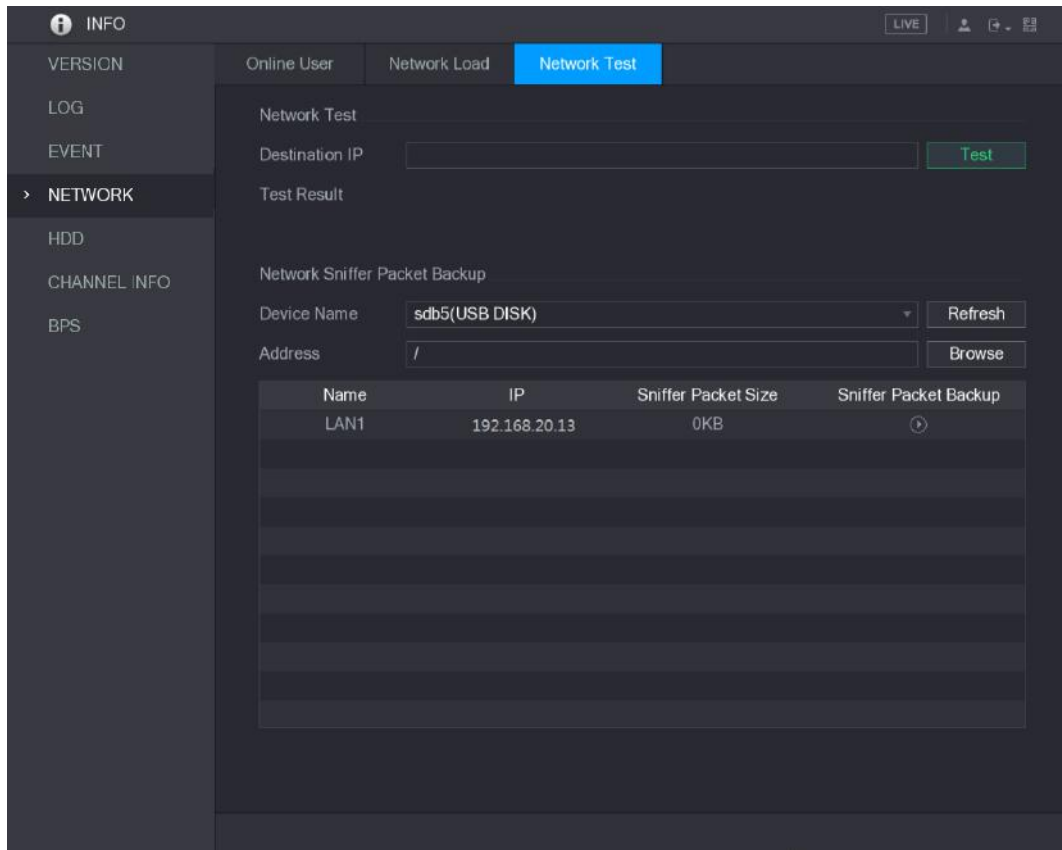 INFO
LIVE
VERSION
LOG
EVENT
NETWORK
HDD
CHANNEL INFO
BPS
Online User
Network Load
Network Test
Network Test
Destination IP
Test
Test Result
Network Sniffer Packet Backup
Device Name
sdb5(USB DISK)
Refresh
Address
/
Browse
Name IP Sniffer Packet Size Sniffer Packet Backup
LAN1 192.168.20.13 0KB